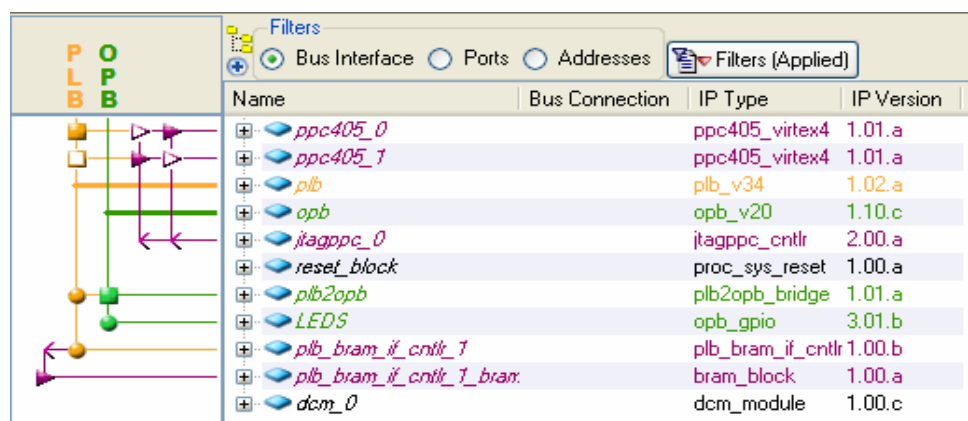 PLB OPB
Filters
Bus Interface Ports Addresses Filters (Applied)
Name Bus Connection IP Type IP Version
ppc405_0 ppc405_virtex4 1.01.a
ppc405_1 ppc405_virtex4 1.01.a
plb plb_v34 1.02.a
opb opb_v20 1.10.c
jtagppc_0 jtagppc_cntlr 2.00.a
reset_block proc_sys_reset 1.00.a
plb2opb plb2opb_bridge 1.01.a
LEDS opb_gpio 3.01.b
plb_bram_if_cntlr_1 plb_bram_if_cntlr 1.00.b
plb_bram_if_cntlr_1_bram. bram_block 1.00.a
dcm_0 dcm_module 1.00.c